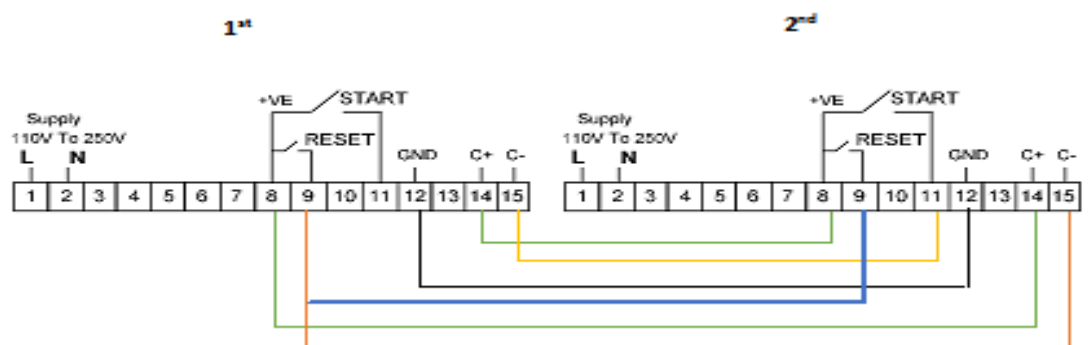 1st 2nd
+VE START +VE START
Supply Supply
110V To 250V RESET 110V To 250V RESET
L N GND C+ C- L N GND C+ C-
1 2 3 4 5 6 7 8 9 10 11 12 13 14 15 1 2 3 4 5 6 7 8 9 10 11 12 13 14 15